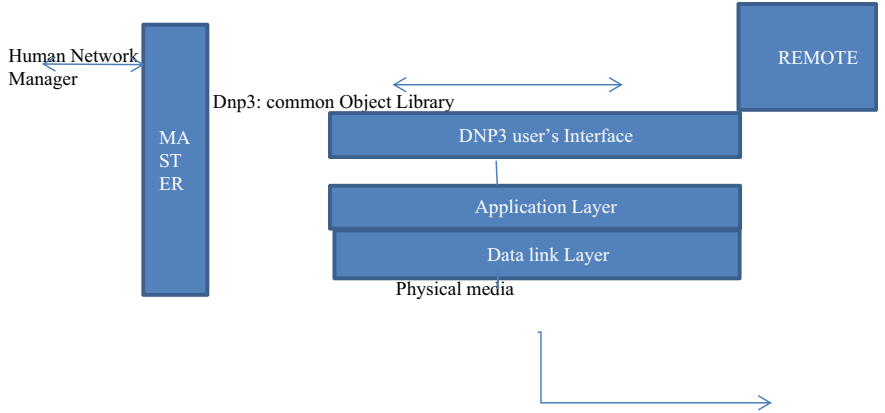 Human Network
Manager
REMOTE
Dnp3: common Object Library
MA
ST
ER
DNP3 user's Interface
Application Layer
Data link Layer
Physical media